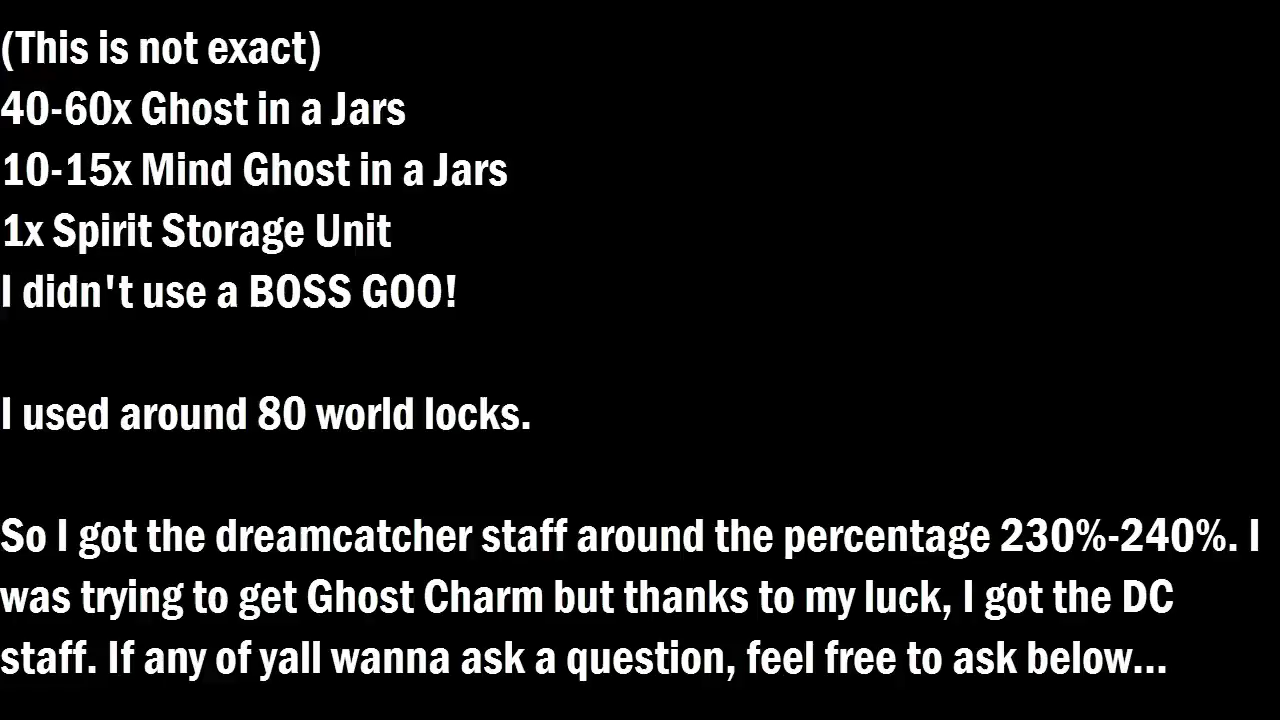 (This is not exact)
40-60x Ghost in a Jars
10-15x Mind Ghost in a Jars
1x Spirit Storage Unit
I didn't use a BOSS GOO!
I used around 80 world locks.
So I got the dreamcatcher staff around the percentage 230%-240%. I
was trying to get Ghost Charm but thanks to my luck, I got the DC
staff. If any of yall wanna ask a question, feel free to ask below...